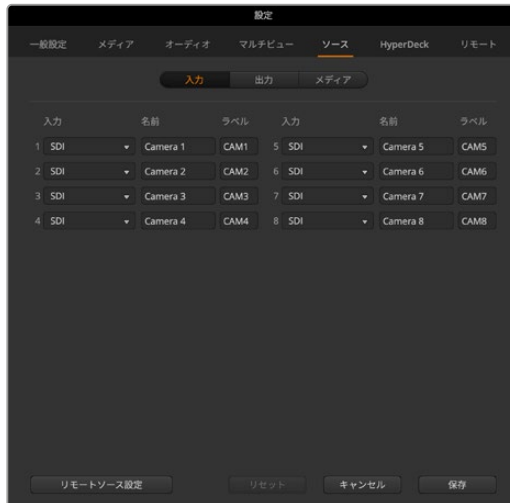 設定
一般設定 メディア オーディオ マルチビュー ソース HyperDeck リモート
入力 出力 メディア
入力 名前 ラベル 入力 名前 ラベル
1 SDI Camera 1 CAM1 5 SDI Camera 5 CAM5
2 SDI Camera 2 CAM2 6 SDI Camera 6 CAM6
3 SDI Camera 3 CAM3 7 SDI Camera 7 CAM7
4 SDI Camera 4 CAM4 8 SDI Camera 8 CAM8
リモートソース設定 リセット キャンセル 保存